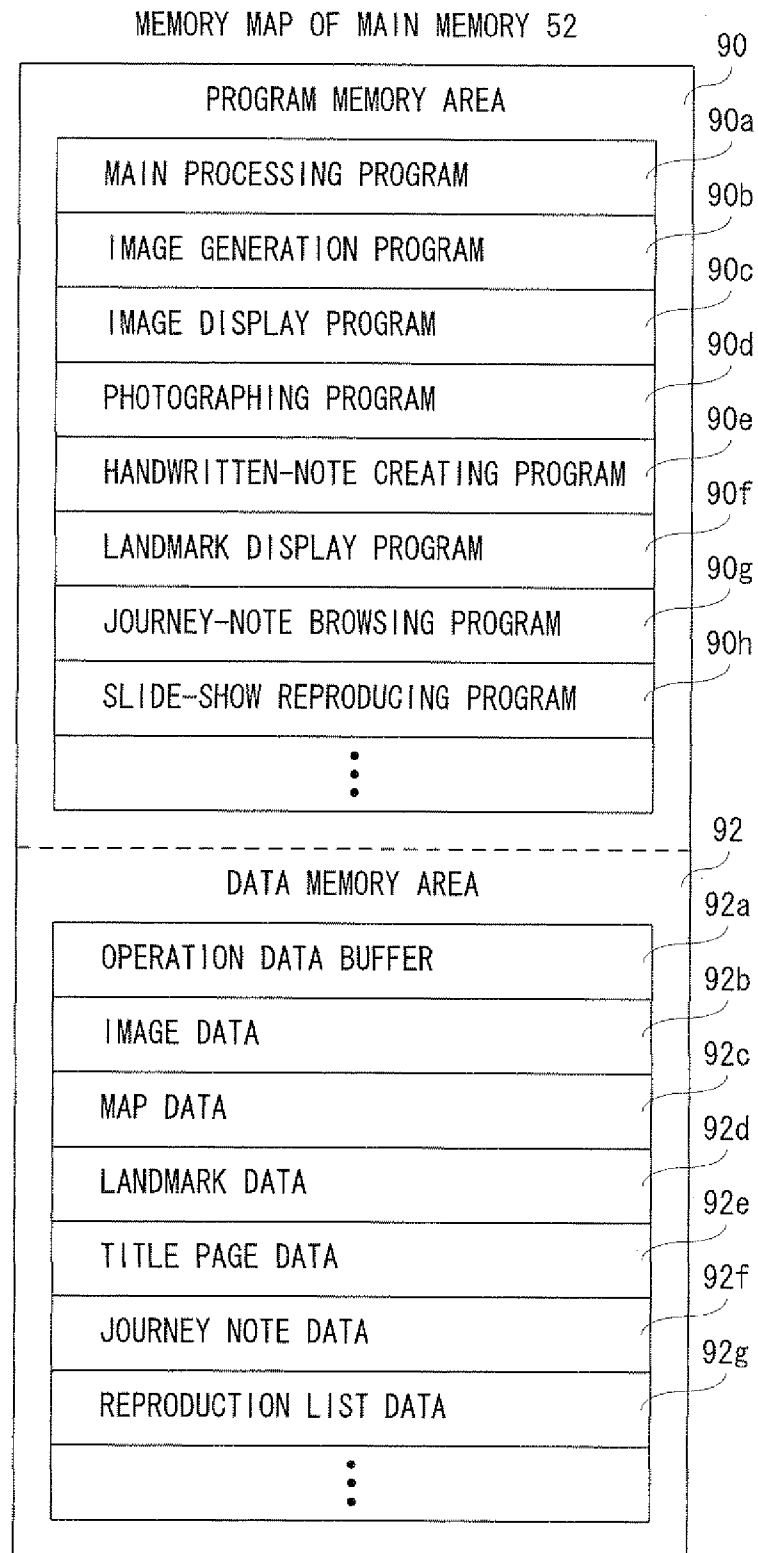 MEMORY MAP OF MAIN MEMORY 52
90
PROGRAM MEMORY AREA
90a
MAIN PROCESSING PROGRAM
90b
IMAGE GENERATION PROGRAM
90c
IMAGE DISPLAY PROGRAM
90d
PHOTOGRAPHING PROGRAM
90e
HANDWRITTEN-NOTE CREATING PROGRAM
90f
LANDMARK DISPLAY PROGRAM
90g
JOURNEY-NOTE BROWSING PROGRAM
90h
SLIDE-SHOW REPRODUCING PROGRAM
92
DATA MEMORY AREA
92a
OPERATION DATA BUFFER
92b
IMAGE DATA
92c
MAP DATA
92d
LANDMARK DATA
92e
TITLE PAGE DATA
92f
JOURNEY NOTE DATA
92g
REPRODUCTION LIST DATA